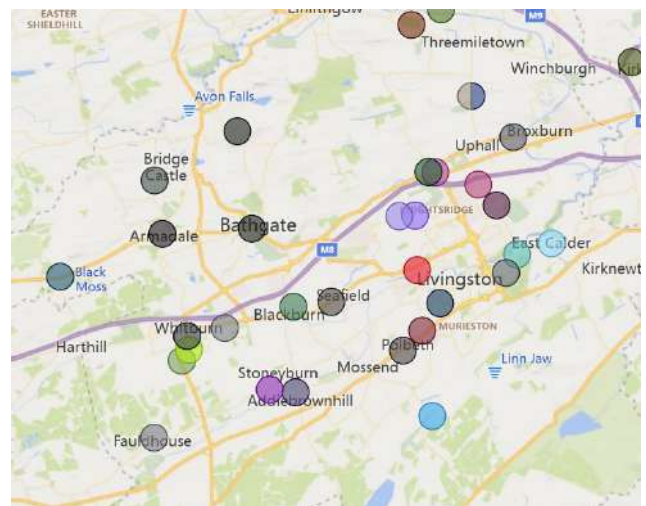 EASTER
SHIELDHILL
Linlithgow
M9
Threemiletown
Winchburgh
Avon Falls
Broxburn
Uphall
Bridge
Castle
Bathgate
Armadale
M8
East Calder
Black
Moss
Livingston
Kirknewt
Seafield
Blackburn
Whitburn
MURIESTON
Harthill
Polbeth
Mossend
Linn Jaw
Stoneyburn
Addiebrownhill
Fauldhouse